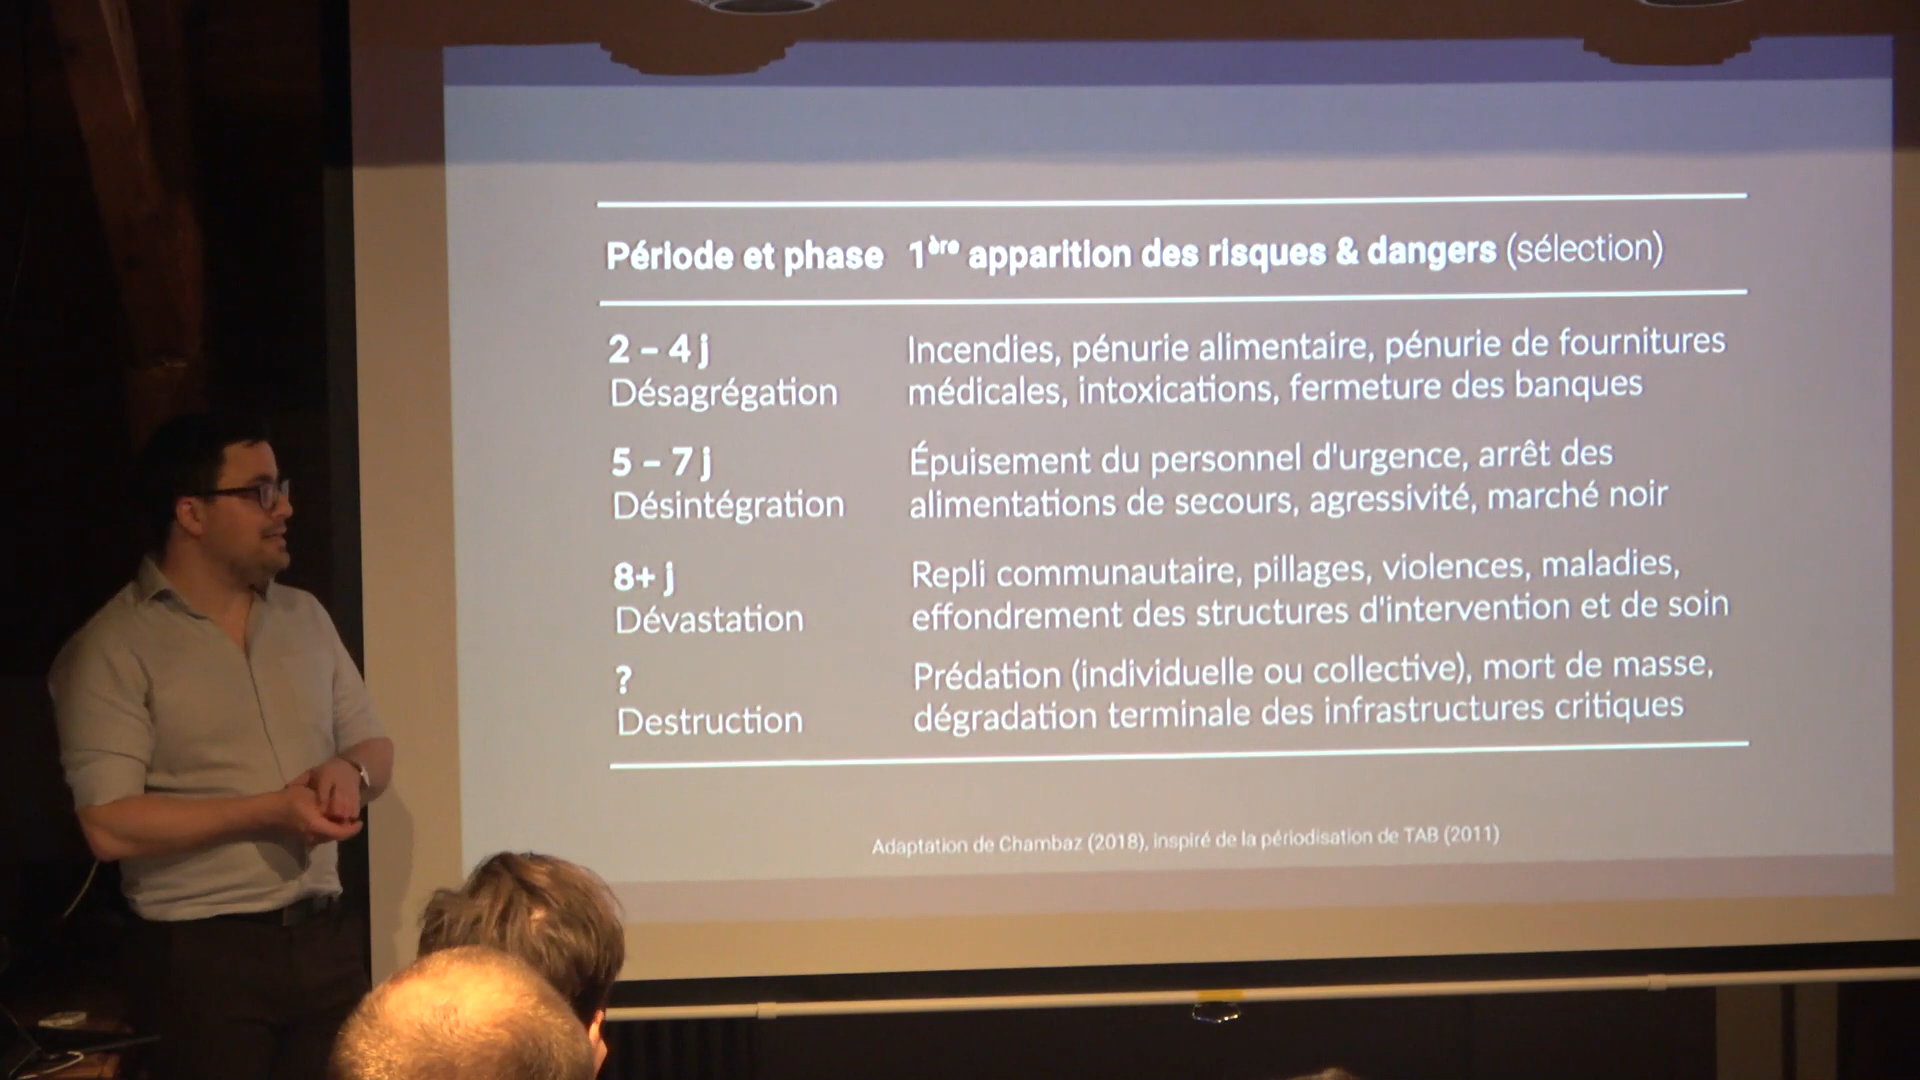 Période et phase 1ère apparition des risques & dangers (sélection)
2 – 4 j
Désagrégation
Incendies, pénurie alimentaire, pénurie de fournitures
médicales, intoxications, fermeture des banques
5 – 7 j
Désintégration
Épuisement du personnel d'urgence, arrêt des
alimentations de secours, agressivité, marché noir
8+ j
Dévastation
Repli communautaire, pillages, violences, maladies,
effondrement des structures d'intervention et de soin
?
Destruction
Prédation (individuelle ou collective), mort de masse,
dégradation terminale des infrastructures critiques
Adaptation de Chambaz (2018), inspiré de la périodisation de TAB (2011)